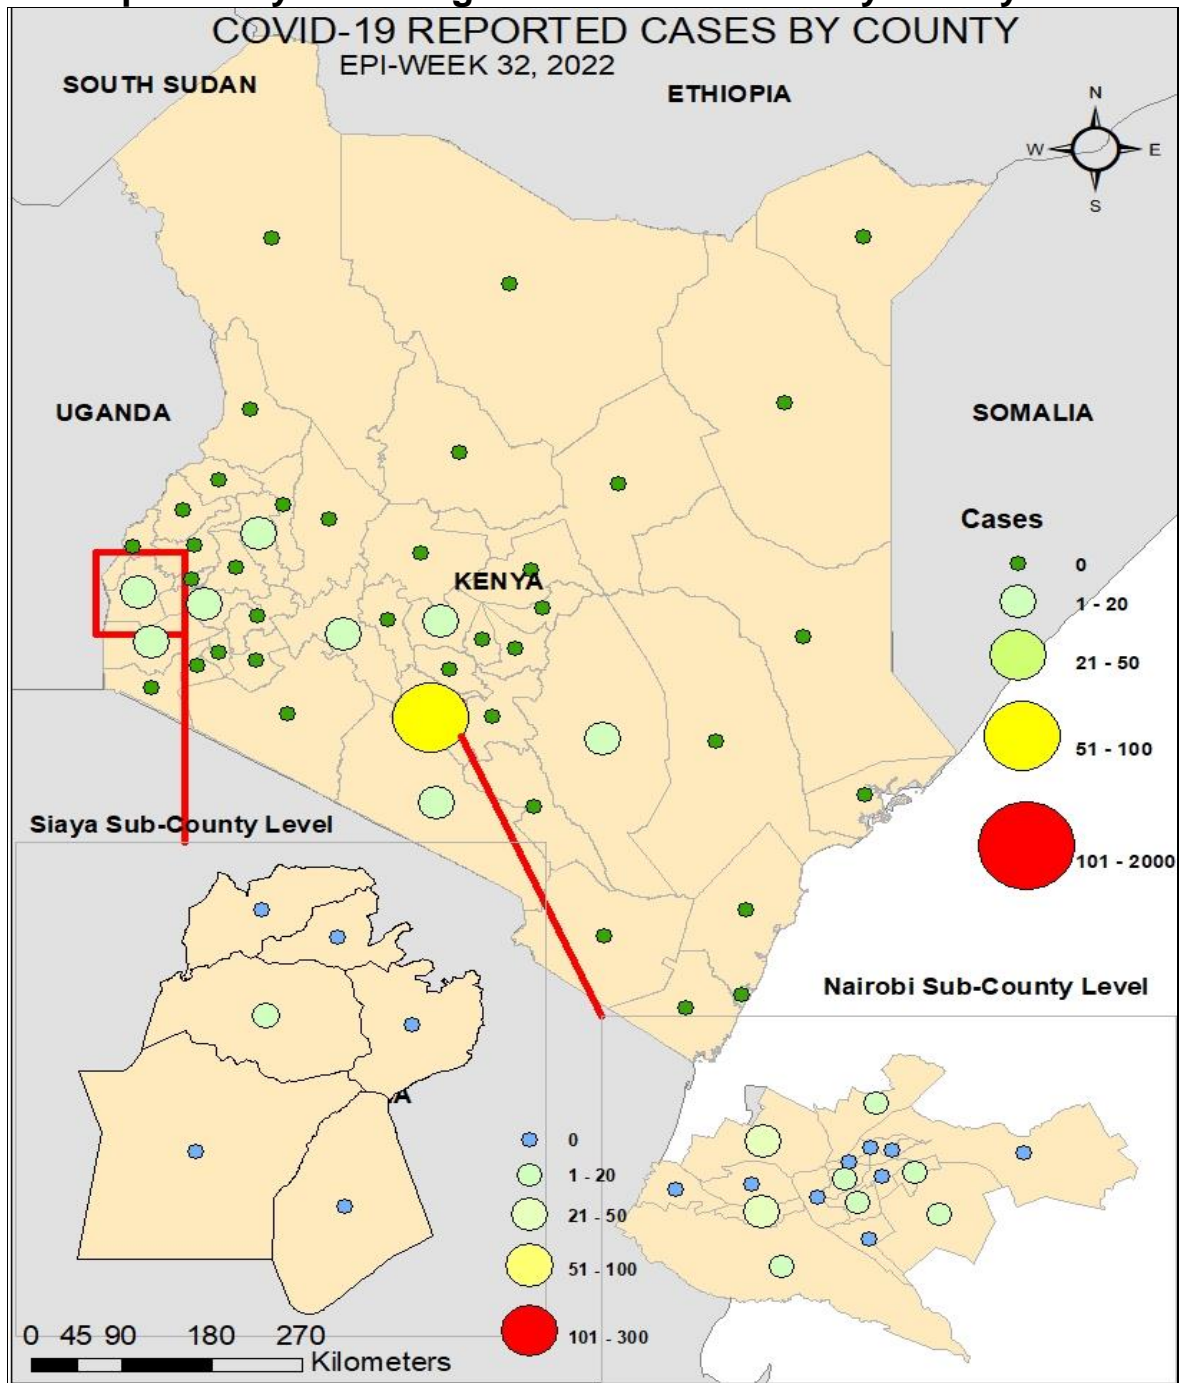 COVID-19 REPORTED CASES BY COUNTY
EPI-WEEK 32, 2022
SOUTH SUDAN
ETHIOPIA
N
W
E
S
UGANDA
SOMALIA
KENYA
Cases
0
1 - 20
21 - 50
51 - 100
101 - 2000
Siaya Sub-County Level
Nairobi Sub-County Level
0
1 - 20
21 - 50
51 - 100
101 - 300
0 45 90 180 270
Kilometers